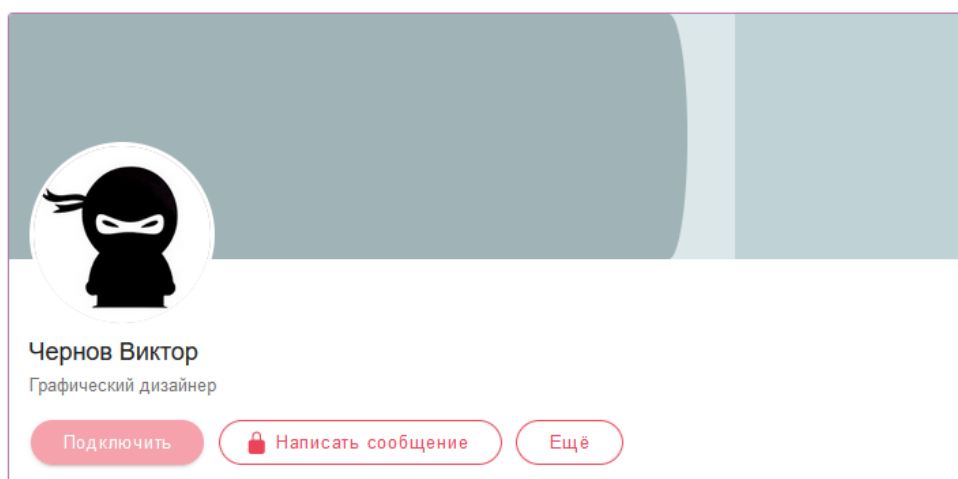 Чернов Виктор
Графический дизайнер
Подключить Написать сообщение Ещё